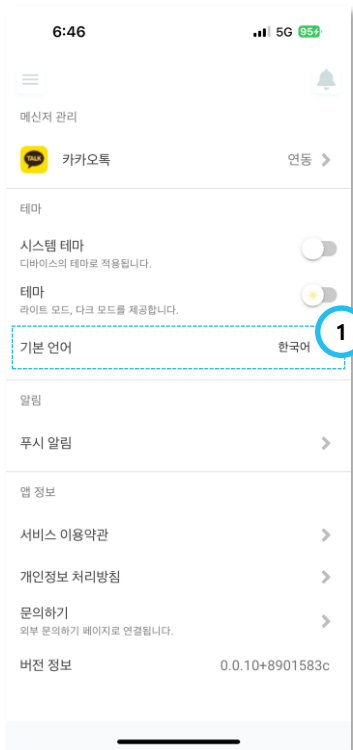 6:46 5G 95
메신저 관리
TALK 카카오톡 연동
테마
시스템 테마
디바이스의 테마로 적용됩니다.
테마
라이트 모드, 다크 모드를 제공합니다.
1
기본 언어 한국어
알림
푸시 알림
앱 정보
서비스 이용약관
개인정보 처리방침
문의하기
외부 문의하기 페이지로 연결됩니다.
버전 정보 0.0.10+8901583c